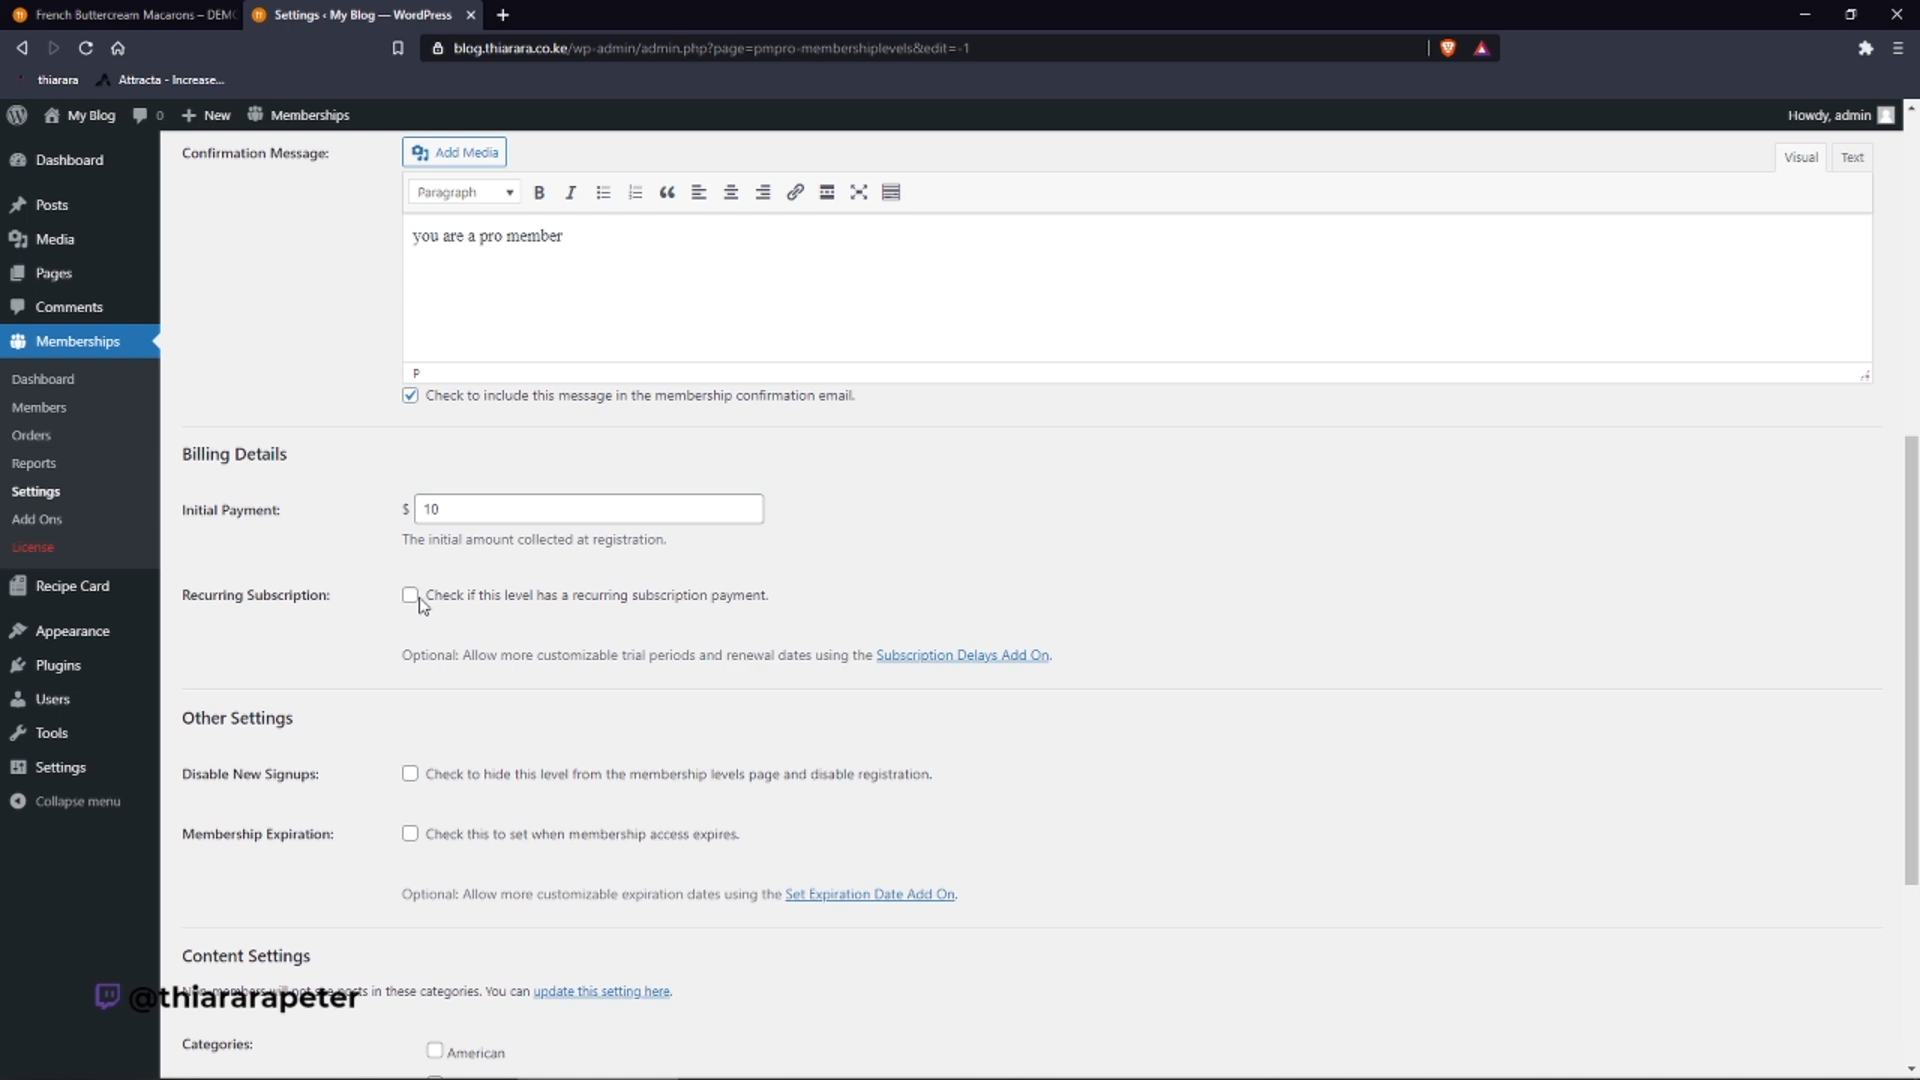 French Buttercream Macarons – DEMO
Settings ‹ My Blog — WordPress
blog.thiarara.co.ke/wp-admin/admin.php?page=pmpro-membershiplevels&edit=-1
thiarara
Attracta - Increase...
My Blog
0
New
Memberships
Howdy, admin
Dashboard
Posts
Media
Pages
Comments
Memberships
Dashboard
Members
Orders
Reports
Settings
Add Ons
License
Recipe Card
Appearance
Plugins
Users
Tools
Settings
Collapse menu
Confirmation Message:
Add Media
Visual
Text
Paragraph
you are a pro member
P
Check to include this message in the membership confirmation email.
Billing Details
Initial Payment:
$ 10
The initial amount collected at registration.
Recurring Subscription:
Check if this level has a recurring subscription payment.
Optional: Allow more customizable trial periods and renewal dates using the Subscription Delays Add On.
Other Settings
Disable New Signups:
Check to hide this level from the membership levels page and disable registration.
Membership Expiration:
Check this to set when membership access expires.
Optional: Allow more customizable expiration dates using the Set Expiration Date Add On.
Content Settings
Non-members will not see posts in these categories. You can update this setting here.
@thiararapeter
Categories:
American